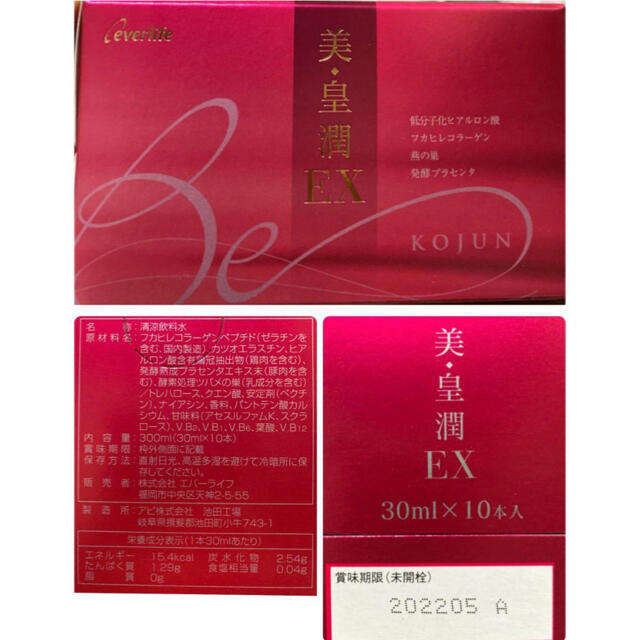 everlife
美・皇潤
EX
低分子化ヒアルロン酸
フカヒレコラーゲン
燕の巣
発酵プラセンタ
Be
KOJUN
名　　称:清涼飲料水
原材料名:フカヒレコラーゲンペプチド(ゼラチンを
含む、国内製造)、カツオエラスチン、ヒア
ルロン酸含有鶏冠抽出物(鶏肉を含む)、
発酵熟成プラセンタエキス末(豚肉を含
む)、酵素処理ツバメの巣(乳成分を含む)
/トレハロース、クエン酸、安定剤(ペクチ
ン)、ナイアシン、香料、パントテン酸カル
シウム、甘味料(アセスルファムK、スクラ
ロース)、V.B2、V.B1、V.B6、葉酸、V.B12
内 容 量:300ml(30ml×10本)
賞味期限:枠外側面に記載
保存方法:直射日光、高温多湿を避けて冷暗所に保
存してください。
販 売 者:株式会社 エバーライフ
福岡市中央区天神2-5-55
製 造 所:アピ株式会社 池田工場
岐阜県揖斐郡池田町小牛743-1
栄養成分表示(1本30mlあたり)
エネルギー 15.4kcal 炭水化物 2.54g
たんぱく質 1.29g 食塩相当量 0.04g
脂質 0g
美・皇潤
EX
30ml×10本入
賞味期限(未開栓)
202205 A